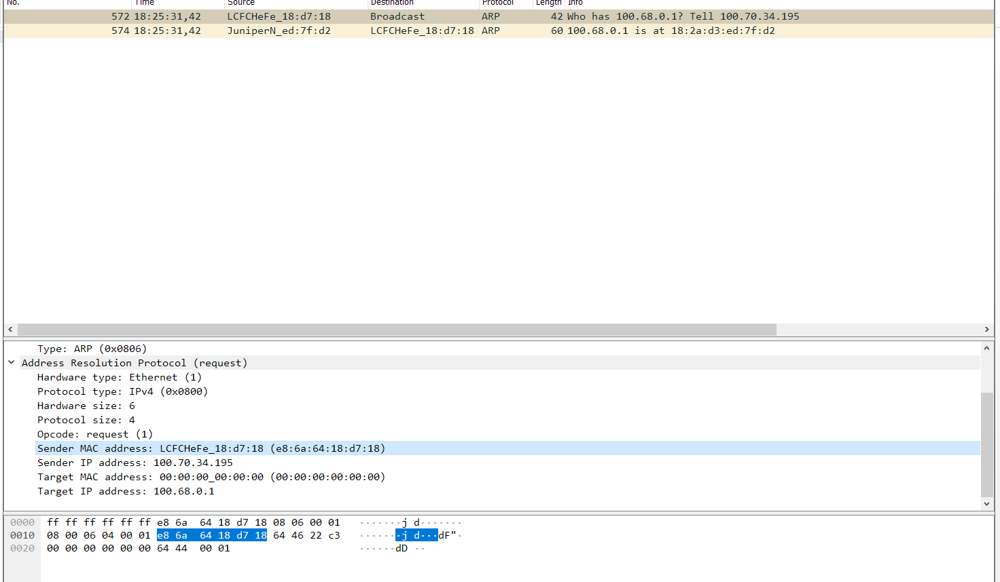 No. Time Source Destination Protocol Length Info
572 18:25:31,42 LCFCHeFe_18:d7:18 Broadcast ARP 42 Who has 100.68.0.1? Tell 100.70.34.195
574 18:25:31,42 JuniperN_ed:7f:d2 LCFCHeFe_18:d7:18 ARP 60 100.68.0.1 is at 18:2a:d3:ed:7f:d2
Type: ARP (0x0806)
Address Resolution Protocol (request)
Hardware type: Ethernet (1)
Protocol type: IPv4 (0x0800)
Hardware size: 6
Protocol size: 4
Opcode: request (1)
Sender MAC address: LCFCHeFe_18:d7:18 (e8:6a:64:18:d7:18)
Sender IP address: 100.70.34.195
Target MAC address: 00:00:00_00:00:00 (00:00:00:00:00:00)
Target IP address: 100.68.0.1
0000 ff ff ff ff ff ff e8 6a 64 18 d7 18 08 06 00 01 ·······j d·······
0010 08 00 06 04 00 01 e8 6a 64 18 d7 18 64 46 22 c3 ·······j d···dF"·
0020 00 00 00 00 00 00 64 44 00 01 ······dD ··